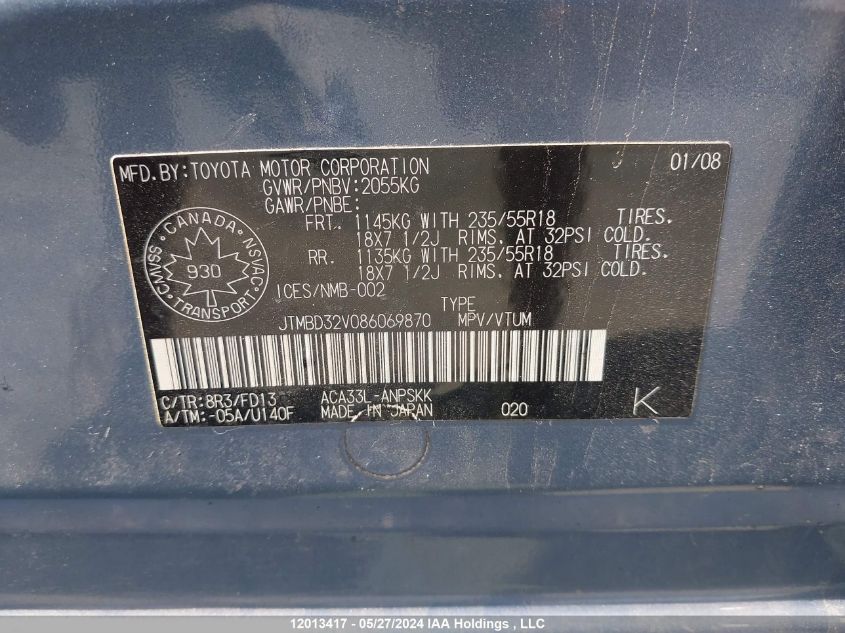 MFD.BY:TOYOTA MOTOR CORPORATION 01/08
GVWR/PNBV:2055KG
GAWR/PNBE:
FRT. 1145KG WITH 235/55R18 TIRES.
18X7 1/2J RIMS. AT 32PSI COLD.
RR. 1135KG WITH 235/55R18 TIRES.
18X7 1/2J RIMS. AT 32PSI COLD.
CANADA
CMVSS 930 NSVAC
TRANSPORT
ICES/NMB-002
TYPE
JTMBD32V086069870 MPV/VTUM
C/TR:8R3/FD13 ACA33L-ANPSKK
A/TM:-05A/U140F MADE IN JAPAN 020 K
12013417 - 05/27/2024 IAA Holdings , LLC